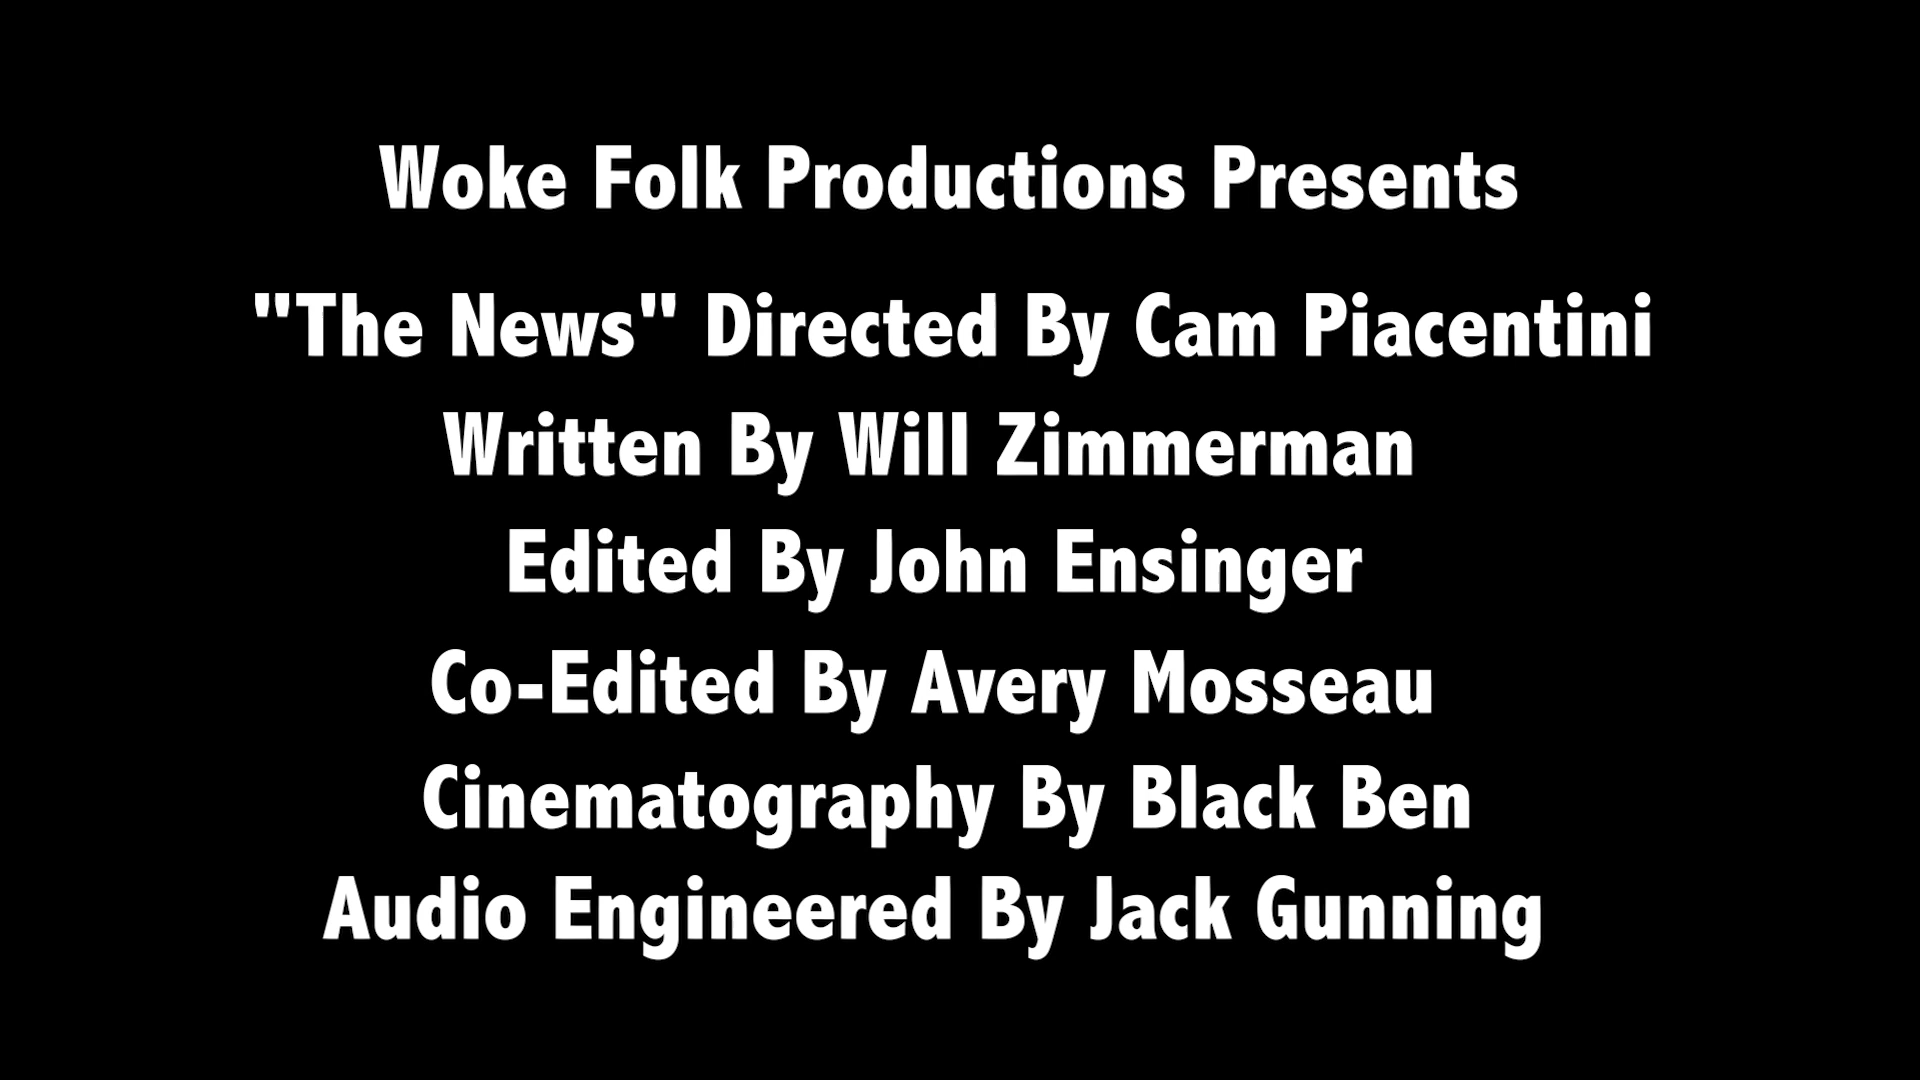 Woke Folk Productions Presents
"The News" Directed By Cam Piacentini
Written By Will Zimmerman
Edited By John Ensinger
Co-Edited By Avery Mosseau
Cinematography By Black Ben
Audio Engineered By Jack Gunning